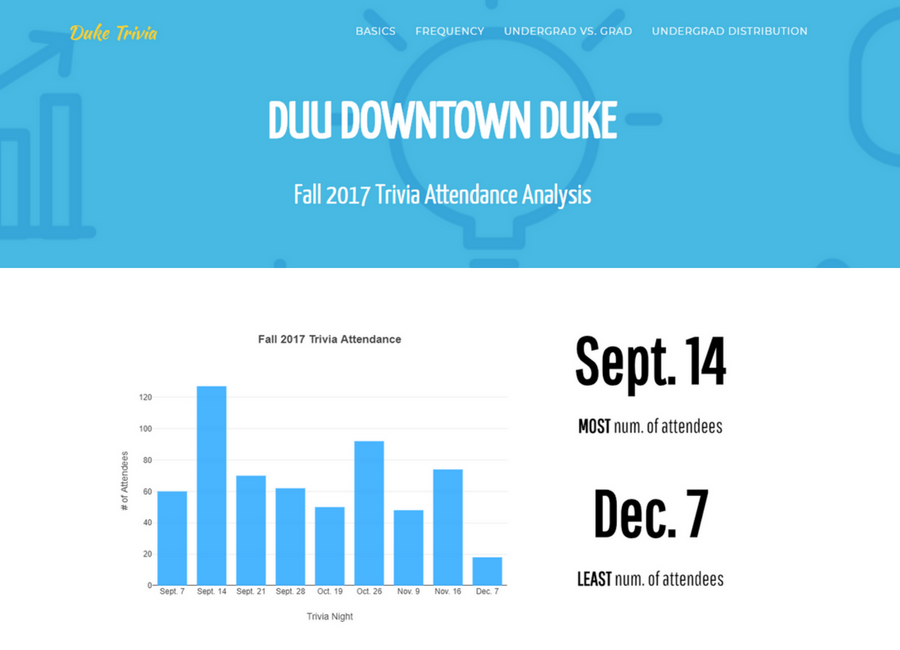 Duke Trivia
BASICS FREQUENCY UNDERGRAD VS. GRAD UNDERGRAD DISTRIBUTION
DUU DOWNTOWN DUKE
Fall 2017 Trivia Attendance Analysis
Fall 2017 Trivia Attendance
120
100
80
60
40
20
0
# of Attendees
Sept. 7 Sept. 14 Sept. 21 Sept. 28 Oct. 19 Oct. 26 Nov. 9 Nov. 16 Dec. 7
Trivia Night
Sept. 14
MOST num. of attendees
Dec. 7
LEAST num. of attendees